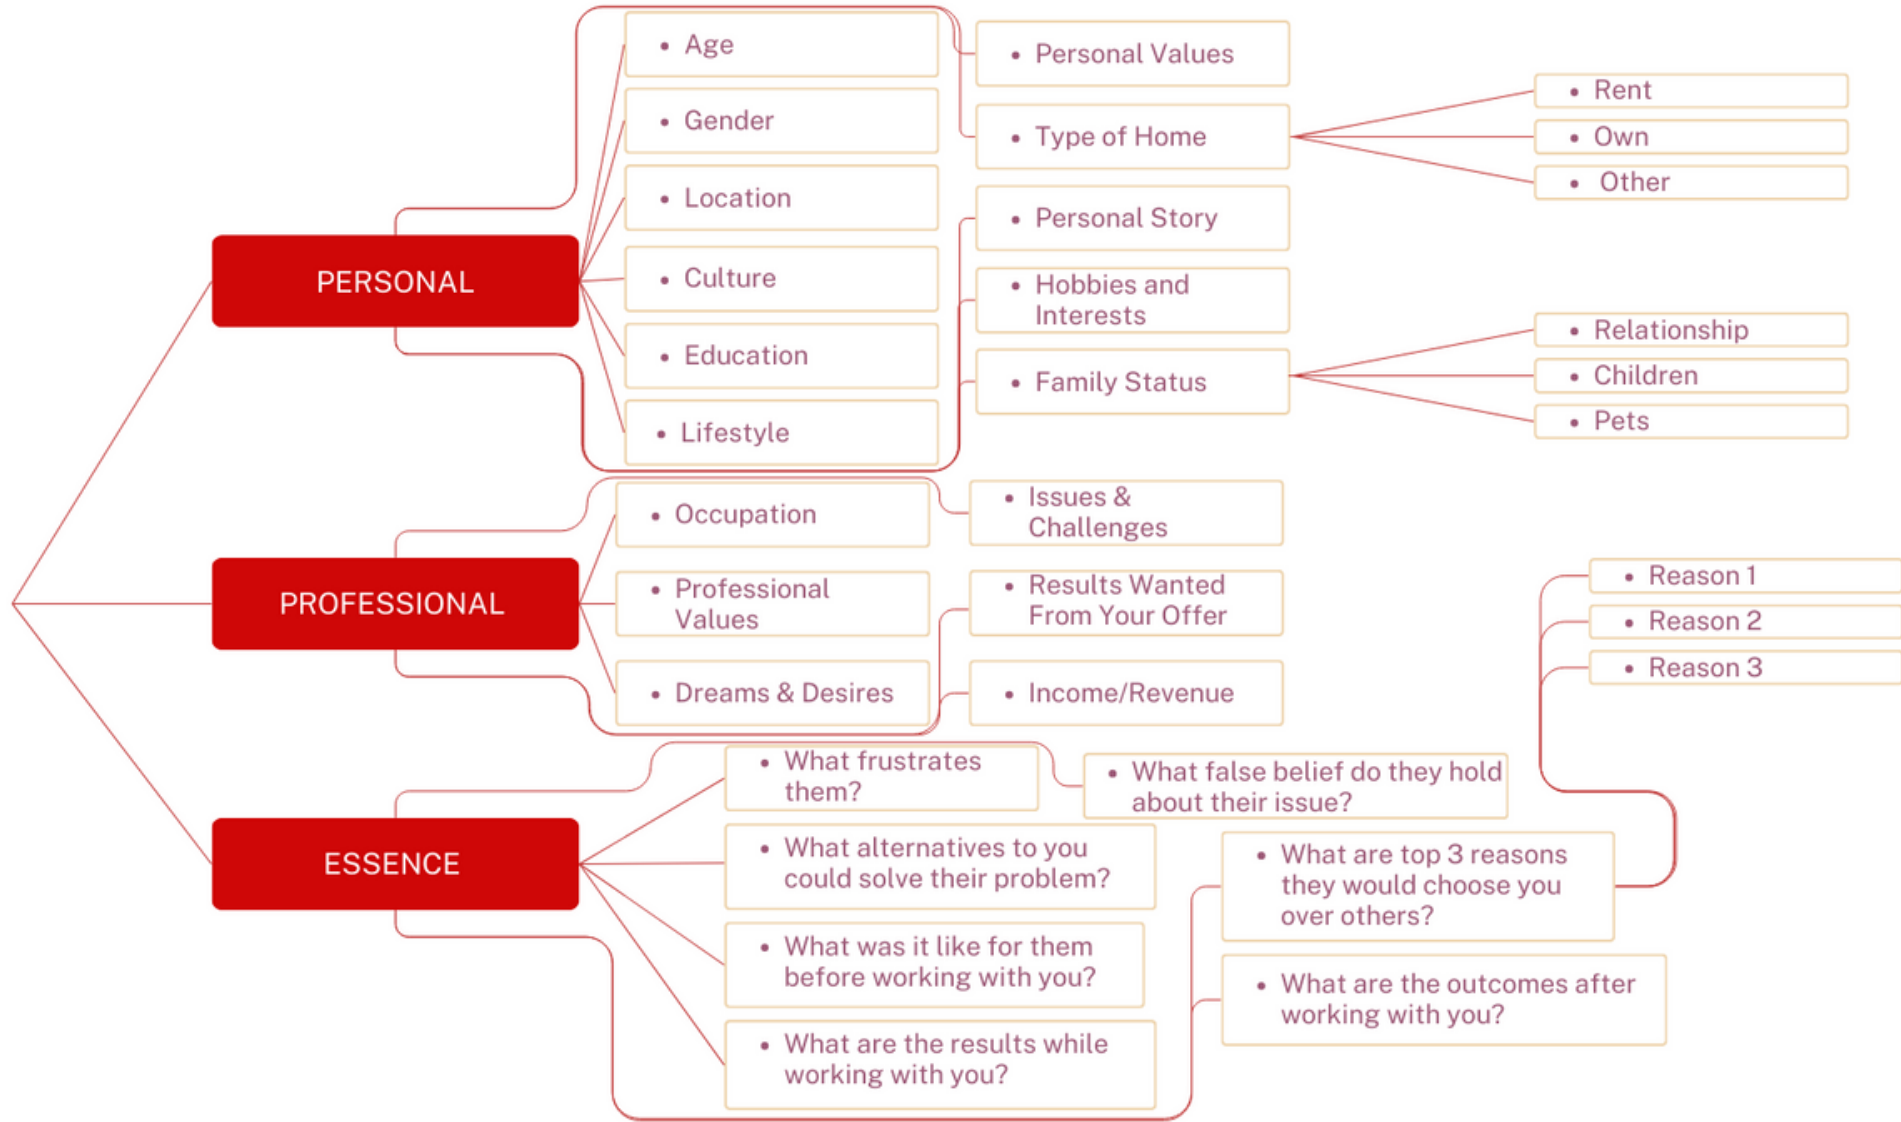 PERSONAL
• Age
• Gender
• Location
• Culture
• Education
• Lifestyle
• Personal Values
• Type of Home
• Personal Story
• Hobbies and
Interests
• Family Status
• Rent
• Own
• Other
• Relationship
• Children
• Pets
PROFESSIONAL
• Occupation
• Professional
Values
• Dreams & Desires
• Issues &
Challenges
• Results Wanted
From Your Offer
• Income/Revenue
ESSENCE
• What frustrates
them?
• What alternatives to you
could solve their problem?
• What was it like for them
before working with you?
• What are the results while
working with you?
• What false belief do they hold
about their issue?
• What are top 3 reasons
they would choose you
over others?
• What are the outcomes after
working with you?
• Reason 1
• Reason 2
• Reason 3